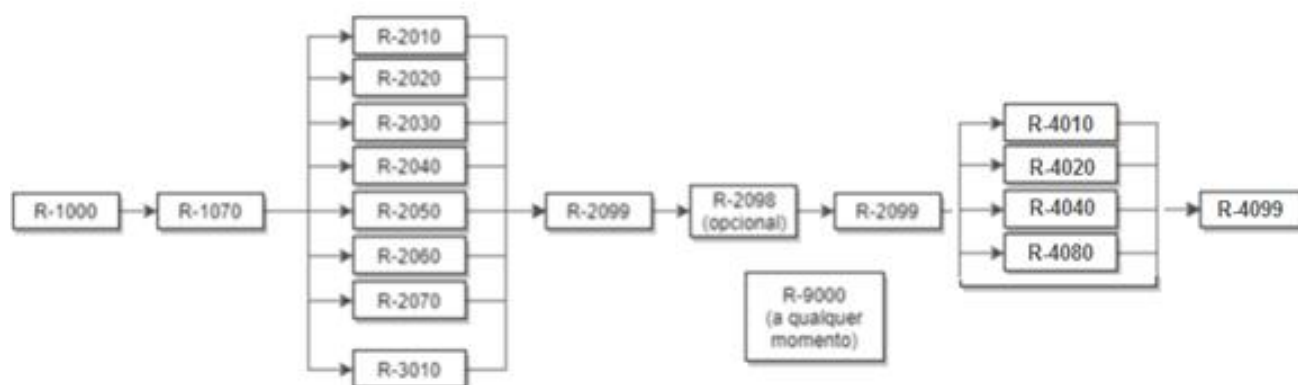 R-1000
R-1070
R-2010
R-2020
R-2030
R-2040
R-2050
R-2060
R-2070
R-3010
R-2099
R-2098
(opcional)
R-2099
R-9000
(a qualquer
momento)
R-4010
R-4020
R-4040
R-4080
R-4099